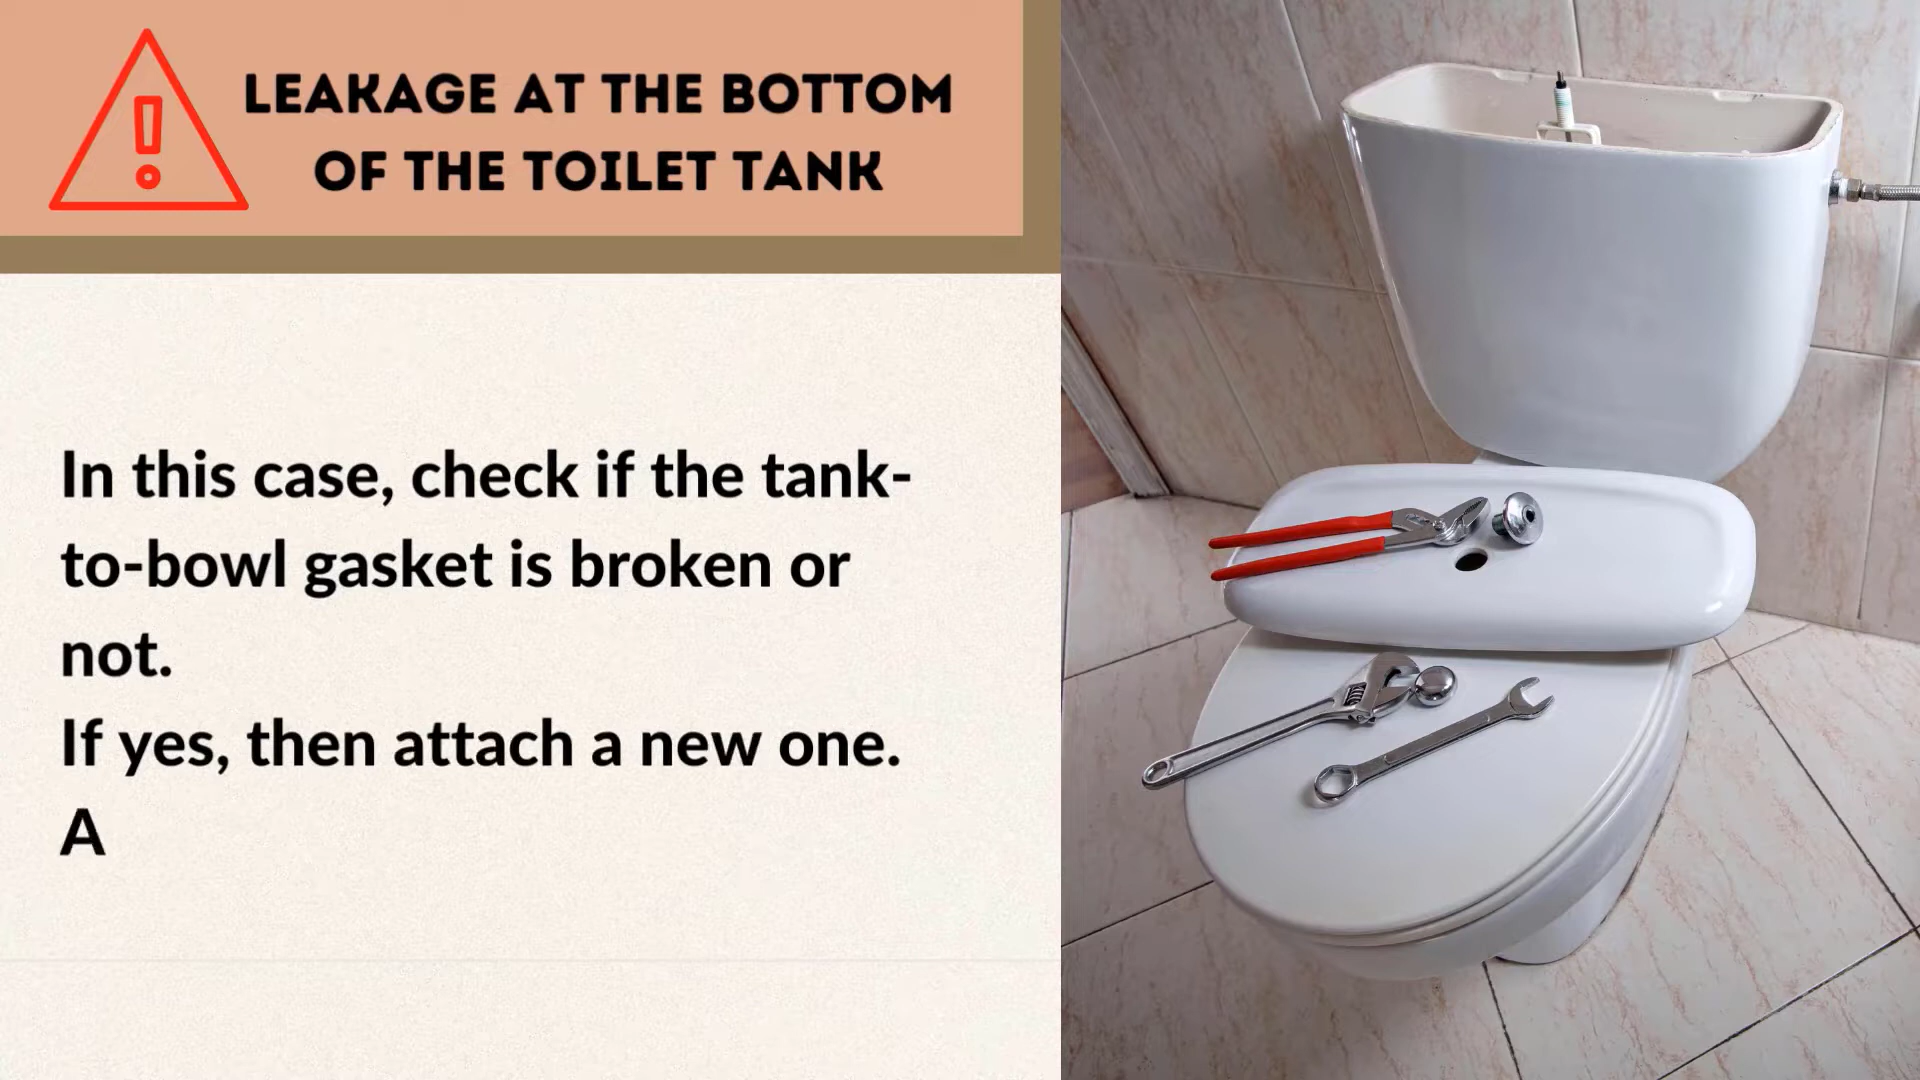 LEAKAGE AT THE BOTTOM
OF THE TOILET TANK
In this case, check if the tank-
to-bowl gasket is broken or
not.
If yes, then attach a new one.
A